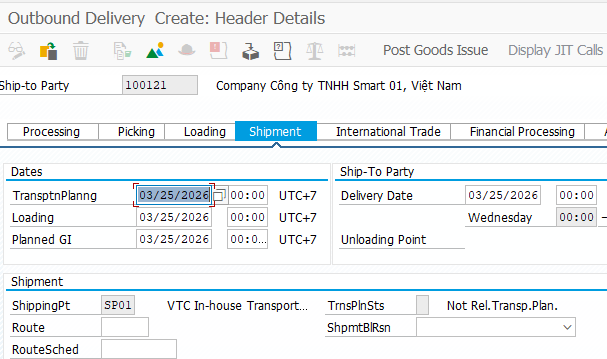 Outbound Delivery Create: Header Details
Post Goods Issue Display JIT Calls
Ship-to Party 100121 Company Công ty TNHH Smart 01, Việt Nam
Processing Picking Loading Shipment International Trade Financial Processing
Dates Ship-To Party
TransptnPlanng 03/25/2026 00:00 UTC+7 Delivery Date 03/25/2026 00:00
Loading 03/25/2026 00:00 UTC+7 Wednesday 00:00 –
Planned GI 03/25/2026 00:0... UTC+7 Unloading Point
Shipment
ShippingPt SP01 VTC In-house Transport... TrnsPlnSts Not Rel.Transp.Plan.
Route ShpmtBlRsn
RouteSched